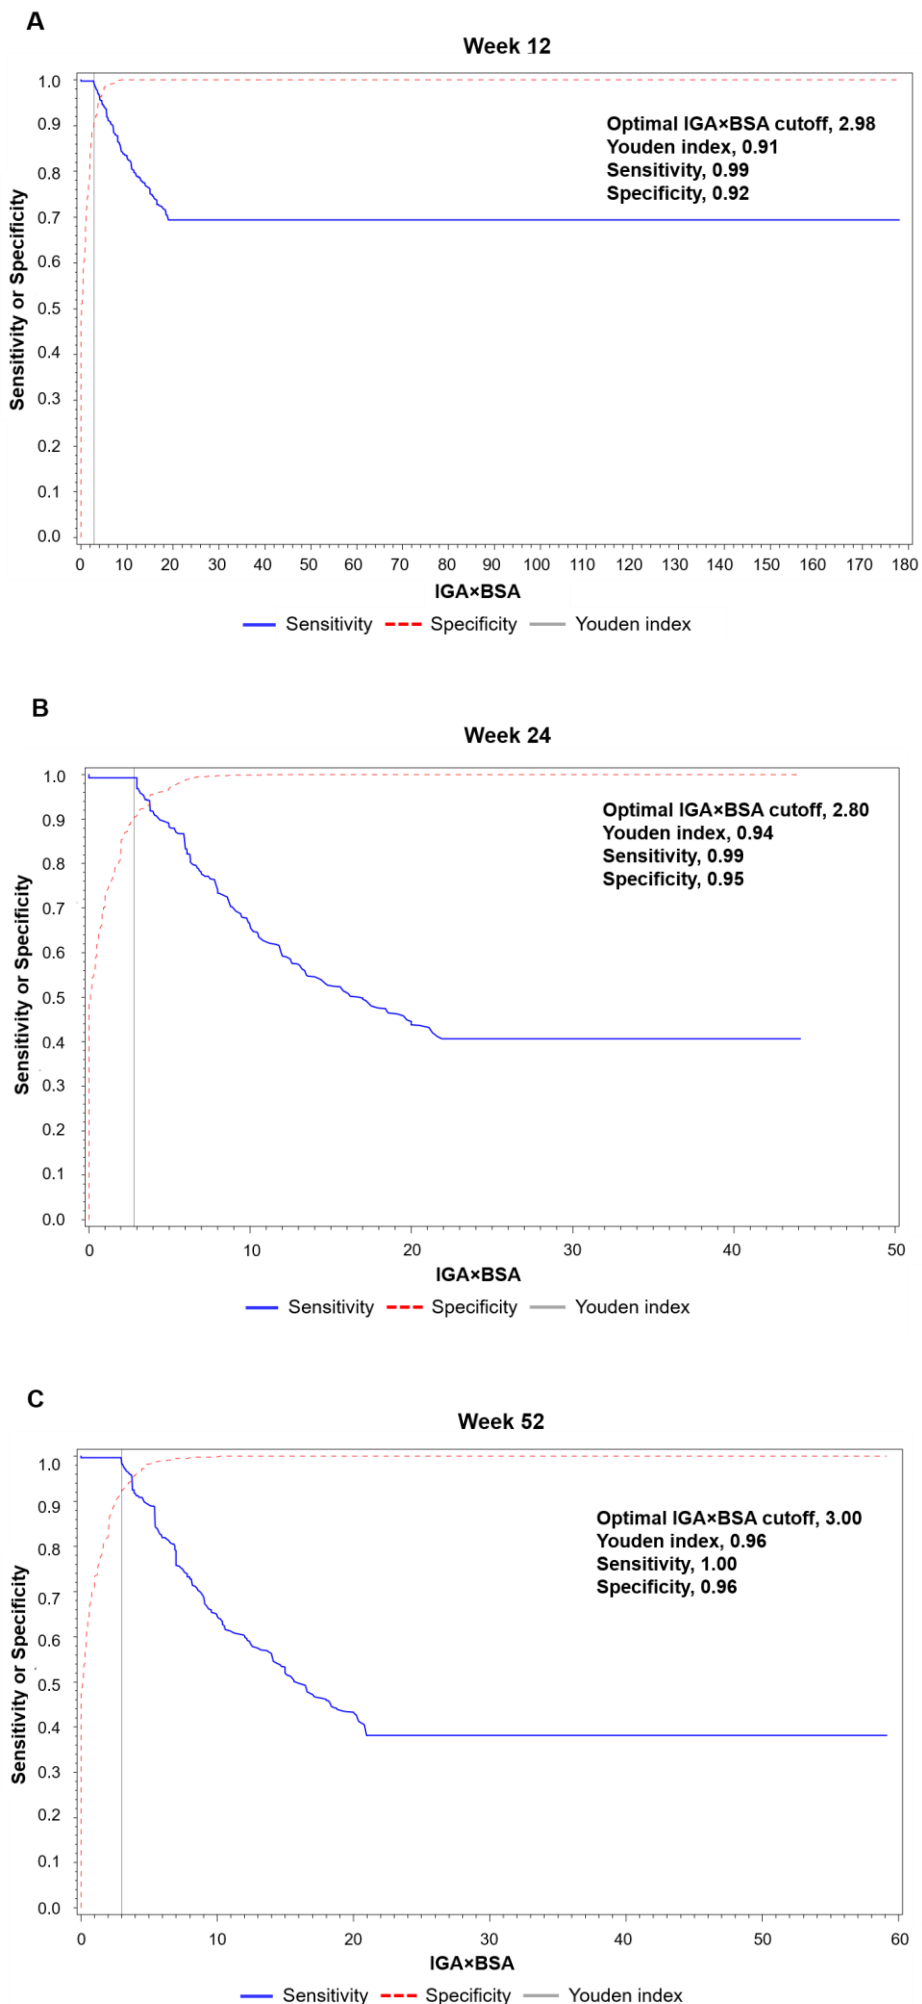 A
Week 12
Optimal IGA×BSA cutoff, 2.98
Youden index, 0.91
Sensitivity, 0.99
Specificity, 0.92
Sensitivity or Specificity
1.0
0.9
0.8
0.7
0.6
0.5
0.4
0.3
0.2
0.1
0.0
0 10 20 30 40 50 60 70 80 90 100 110 120 130 140 150 160 170 180
IGA×BSA
Sensitivity Specificity Youden index
B
Week 24
Optimal IGA×BSA cutoff, 2.80
Youden index, 0.94
Sensitivity, 0.99
Specificity, 0.95
Sensitivity or Specificity
1.0
0.9
0.8
0.7
0.6
0.5
0.4
0.3
0.2
0.1
0.0
0 10 20 30 40 50
IGA×BSA
Sensitivity Specificity Youden index
C
Week 52
Optimal IGA×BSA cutoff, 3.00
Youden index, 0.96
Sensitivity, 1.00
Specificity, 0.96
Sensitivity or Specificity
1.0
0.9
0.8
0.7
0.6
0.5
0.4
0.3
0.2
0.1
0.0
0 10 20 30 40 50 60
IGA×BSA
Sensitivity Specificity Youden index